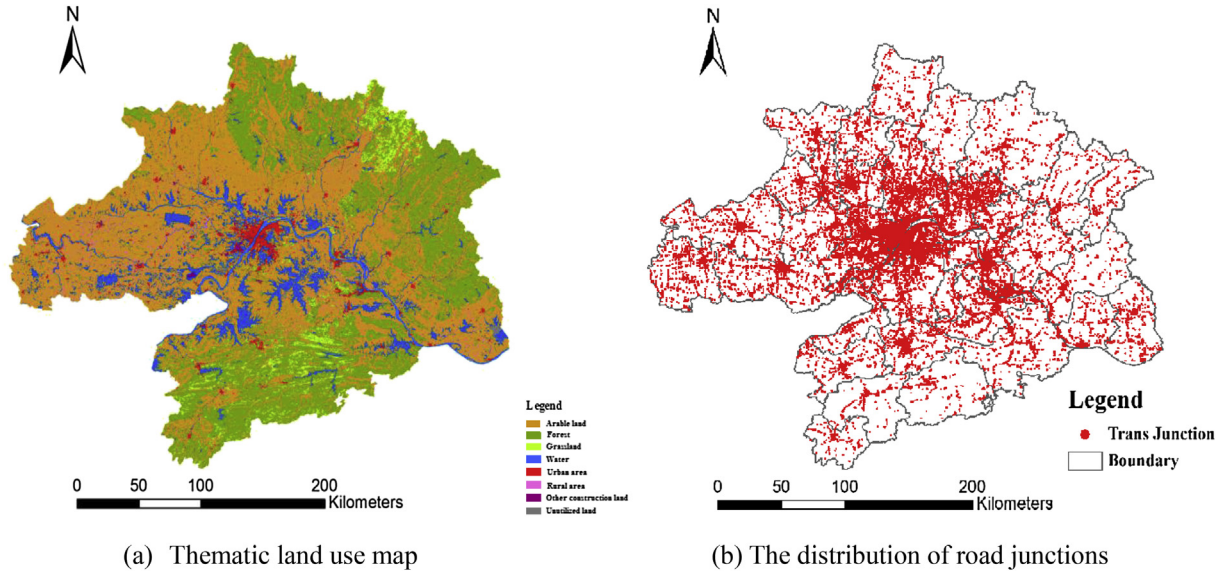 N
Legend
Arable land
Forest
Grassland
Water
Urban area
Rural area
Other construction land
Unutilized land
0 50 100 200
Kilometers
(a) Thematic land use map
N
Legend
Trans Junction
Boundary
0 50 100 200
Kilometers
(b) The distribution of road junctions